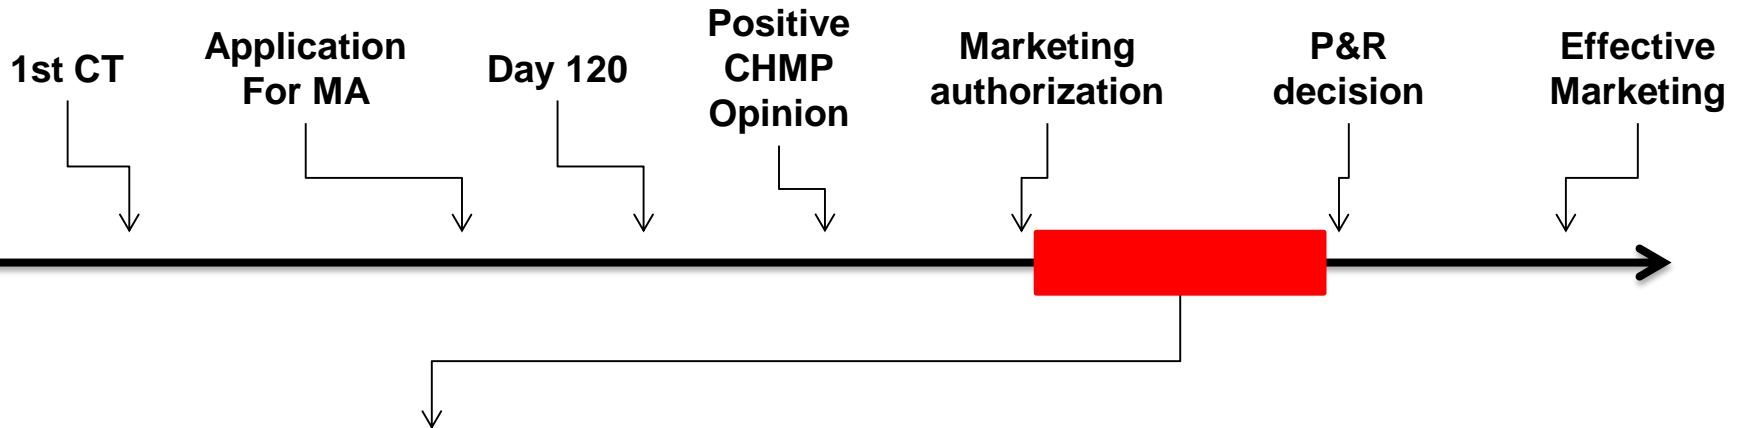 1st CT
Application
For MA
Day 120
Positive
CHMP
Opinion
Marketing
authorization
P&R
decision
Effective
Marketing